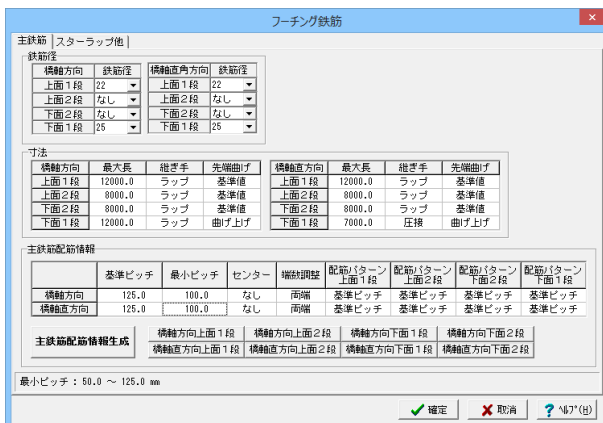 フーチング鉄筋
主鉄筋 スターラップ他
鉄筋径
橋軸方向 鉄筋径 橋軸直角方向 鉄筋径
上面1段 22 上面1段 22
上面2段 なし 上面2段 なし
下面2段 なし 下面2段 なし
下面1段 25 下面1段 25
寸法
橋軸方向 最大長 継ぎ手 先端曲げ 橋軸直方向 最大長 継ぎ手 先端曲げ
上面1段 12000.0 ラップ 基準値 上面1段 12000.0 ラップ 基準値
上面2段 8000.0 ラップ 基準値 上面2段 8000.0 ラップ 基準値
下面2段 8000.0 ラップ 基準値 下面2段 8000.0 ラップ 基準値
下面1段 12000.0 ラップ 曲げ上げ 下面1段 7000.0 圧接 曲げ上げ
主鉄筋配筋情報
基準ピッチ 最小ピッチ センター 端数調整 配筋パターン上面1段 配筋パターン上面2段 配筋パターン下面2段 配筋パターン下面1段
橋軸方向 125.0 100.0 なし 両端 基準ピッチ 基準ピッチ 基準ピッチ 基準ピッチ
橋軸直方向 125.0 100.0 なし 両端 基準ピッチ 基準ピッチ 基準ピッチ 基準ピッチ
主鉄筋配筋情報生成
橋軸方向上面1段 橋軸方向上面2段 橋軸方向下面1段 橋軸方向下面2段
橋軸直方向上面1段 橋軸直方向上面2段 橋軸直方向下面1段 橋軸直方向下面2段
最小ピッチ : 50.0 ~ 125.0 mm
確定 取消 ? ヘルプ(H)